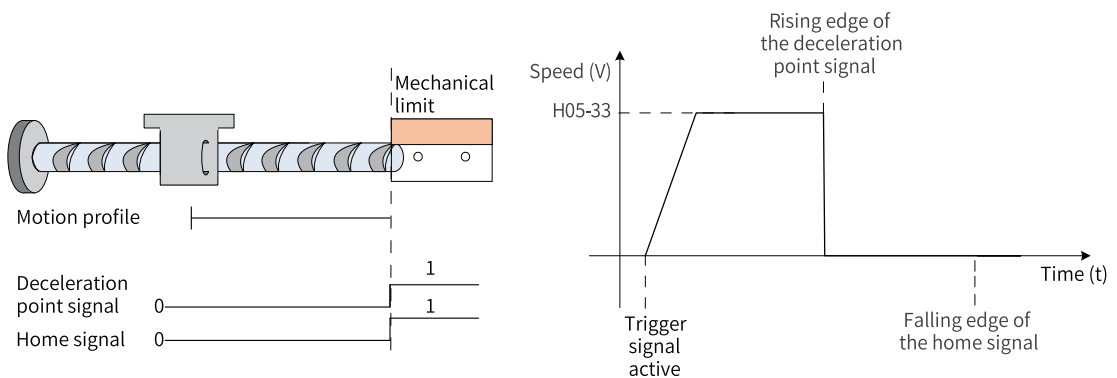 Mechanical
limit
Motion profile
Deceleration
point signal
0
1
1
Home signal
0
Rising edge of
the deceleration
point signal
Speed (V)
H05-33
Time (t)
Trigger
signal
active
Falling edge of
the home signal